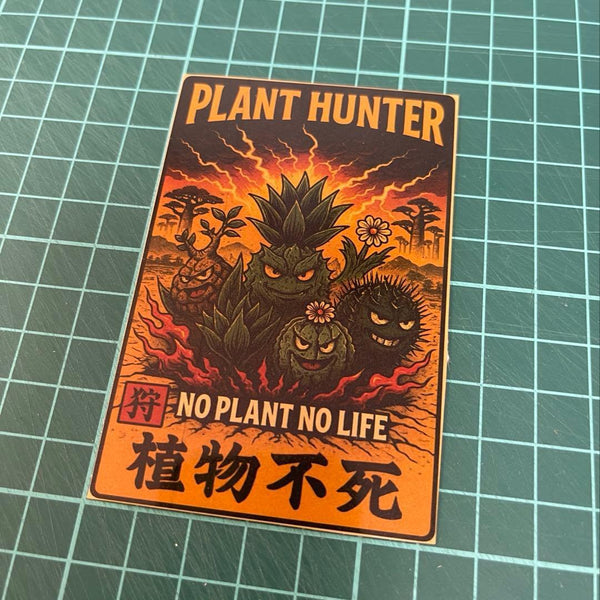 PLANT HUNTER
狩 NO PLANT NO LIFE
植物不死